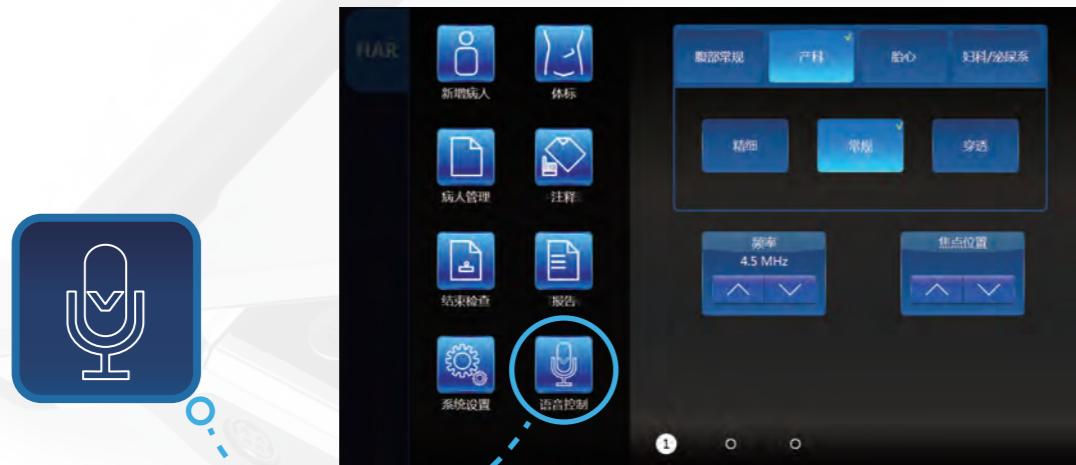 HAR
新增病人
体标
病人管理
注释
结束检查
报告
系统设置
语音控制
腹部常规
产科
胎心
妇科/泌尿系
精细
常规
穿透
频率
4.5 MHz
焦点位置
1